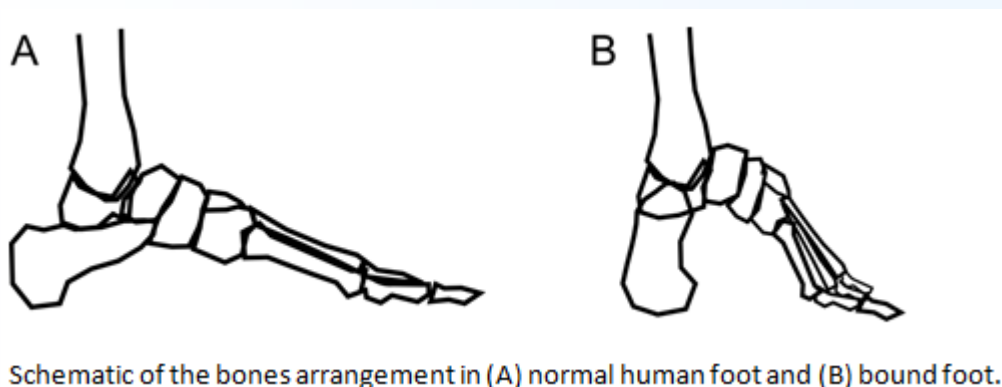 A
B
Schematic of the bones arrangement in (A) normal human foot and (B) bound foot.